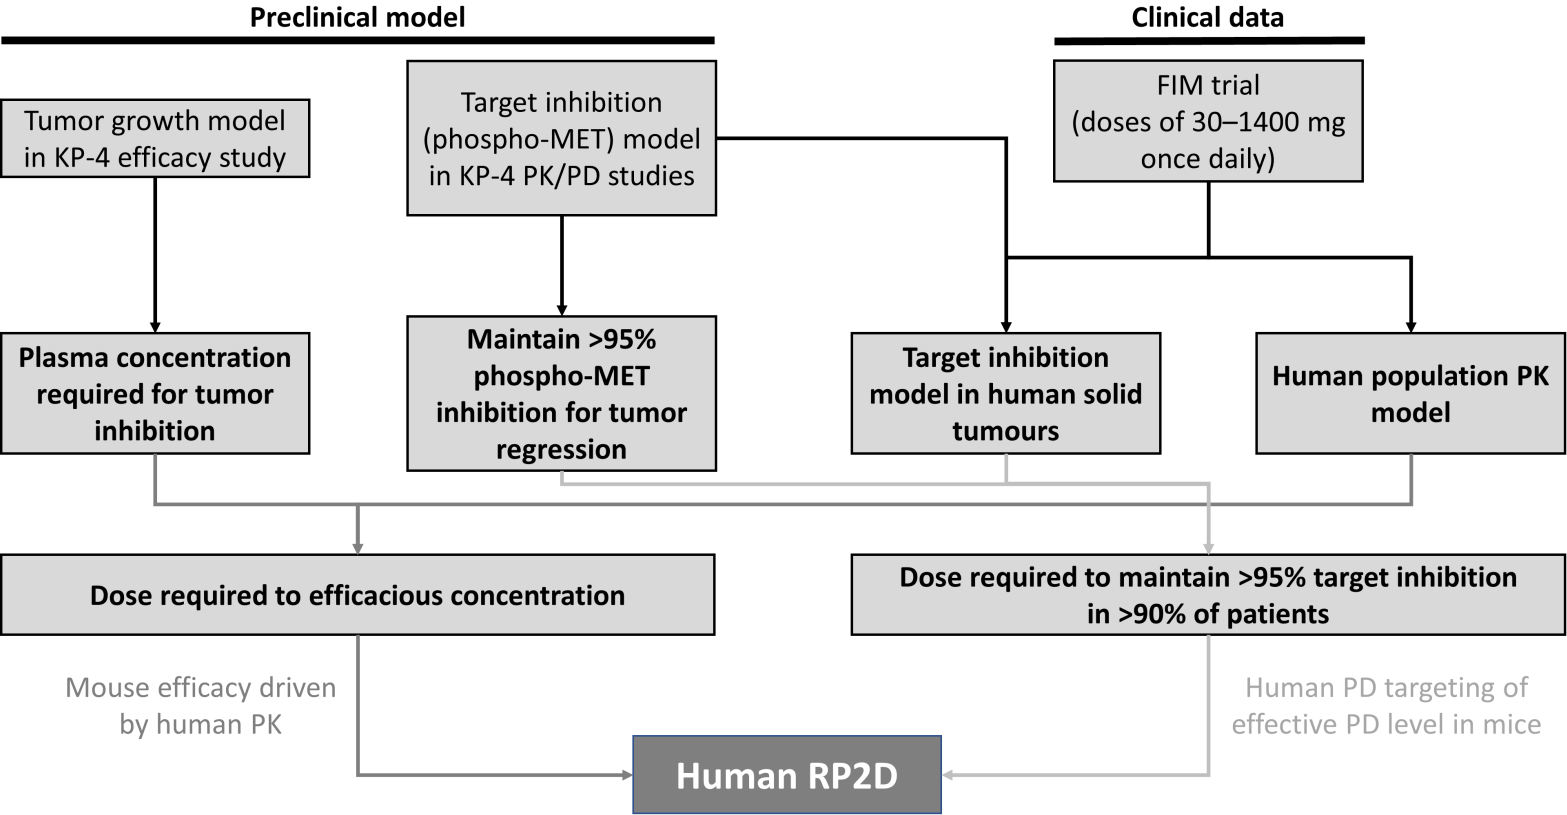 Preclinical model
Clinical data
Tumor growth model
in KP-4 efficacy study
Target inhibition
(phospho-MET) model
in KP-4 PK/PD studies
FIM trial
(doses of 30–1400 mg
once daily)
Plasma concentration
required for tumor
inhibition
Maintain >95%
phospho-MET
inhibition for tumor
regression
Target inhibition
model in human solid
tumours
Human population PK
model
Dose required to efficacious concentration
Dose required to maintain >95% target inhibition
in >90% of patients
Mouse efficacy driven
by human PK
Human PD targeting of
effective PD level in mice
Human RP2D